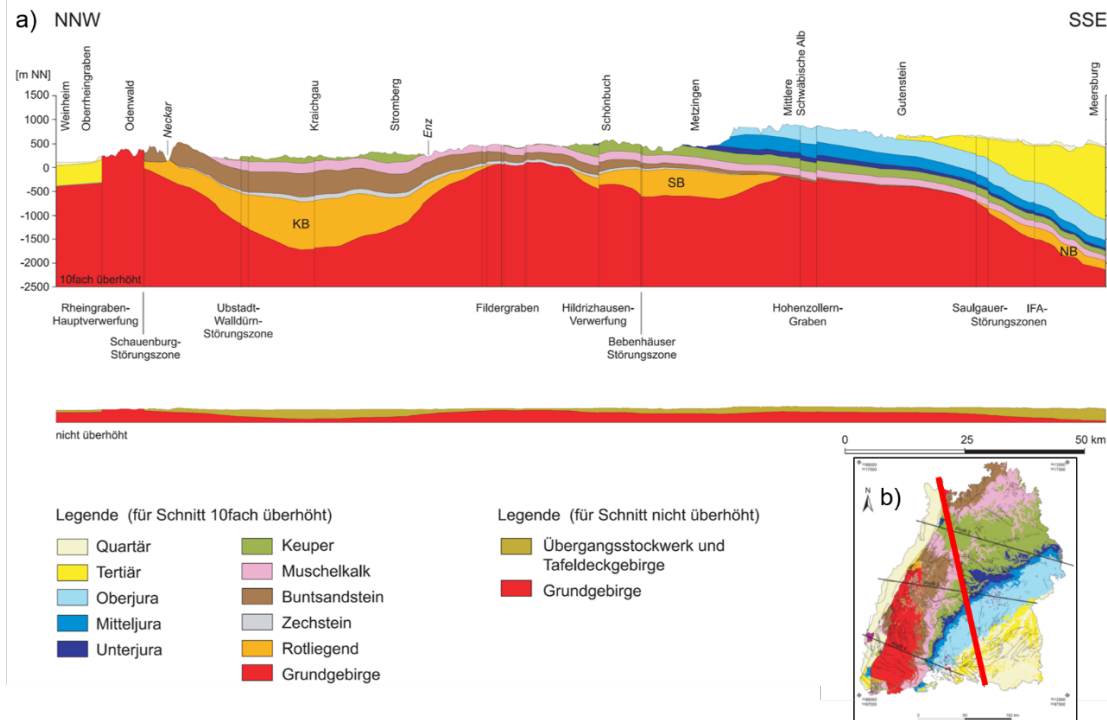 a) NNW
SSE
[m NN]
Weinheim
Oberrheingraben
Odenwald
Neckar
Kraichgau
Stromberg
Enz
Schönbuch
Metzingen
Mittlere
Schwäbische Alb
Gutenstein
Meersburg
1500
1000
500
0
-500
-1000
-1500
-2000
-2500
KB
SB
NB
10fach überhöht
Rheingraben-
Hauptverwerfung
Schauenburg-
Störungszone
Ubstadt-
Walldürn-
Störungszone
Fildergraben
Hildrizhausen-
Verwerfung
Bebenhäuser
Störungszone
Hohenzollern-
Graben
Saulgauer- IFA-
Störungszonen
nicht überhöht
0 25 50 km
Legende (für Schnitt 10fach überhöht)
Quartär
Tertiär
Oberjura
Mitteljura
Unterjura
Keuper
Muschelkalk
Buntsandstein
Zechstein
Rotliegend
Grundgebirge
Legende (für Schnitt nicht überhöht)
Übergangsstockwerk und
Tafeldeckgebirge
Grundgebirge
b)
N